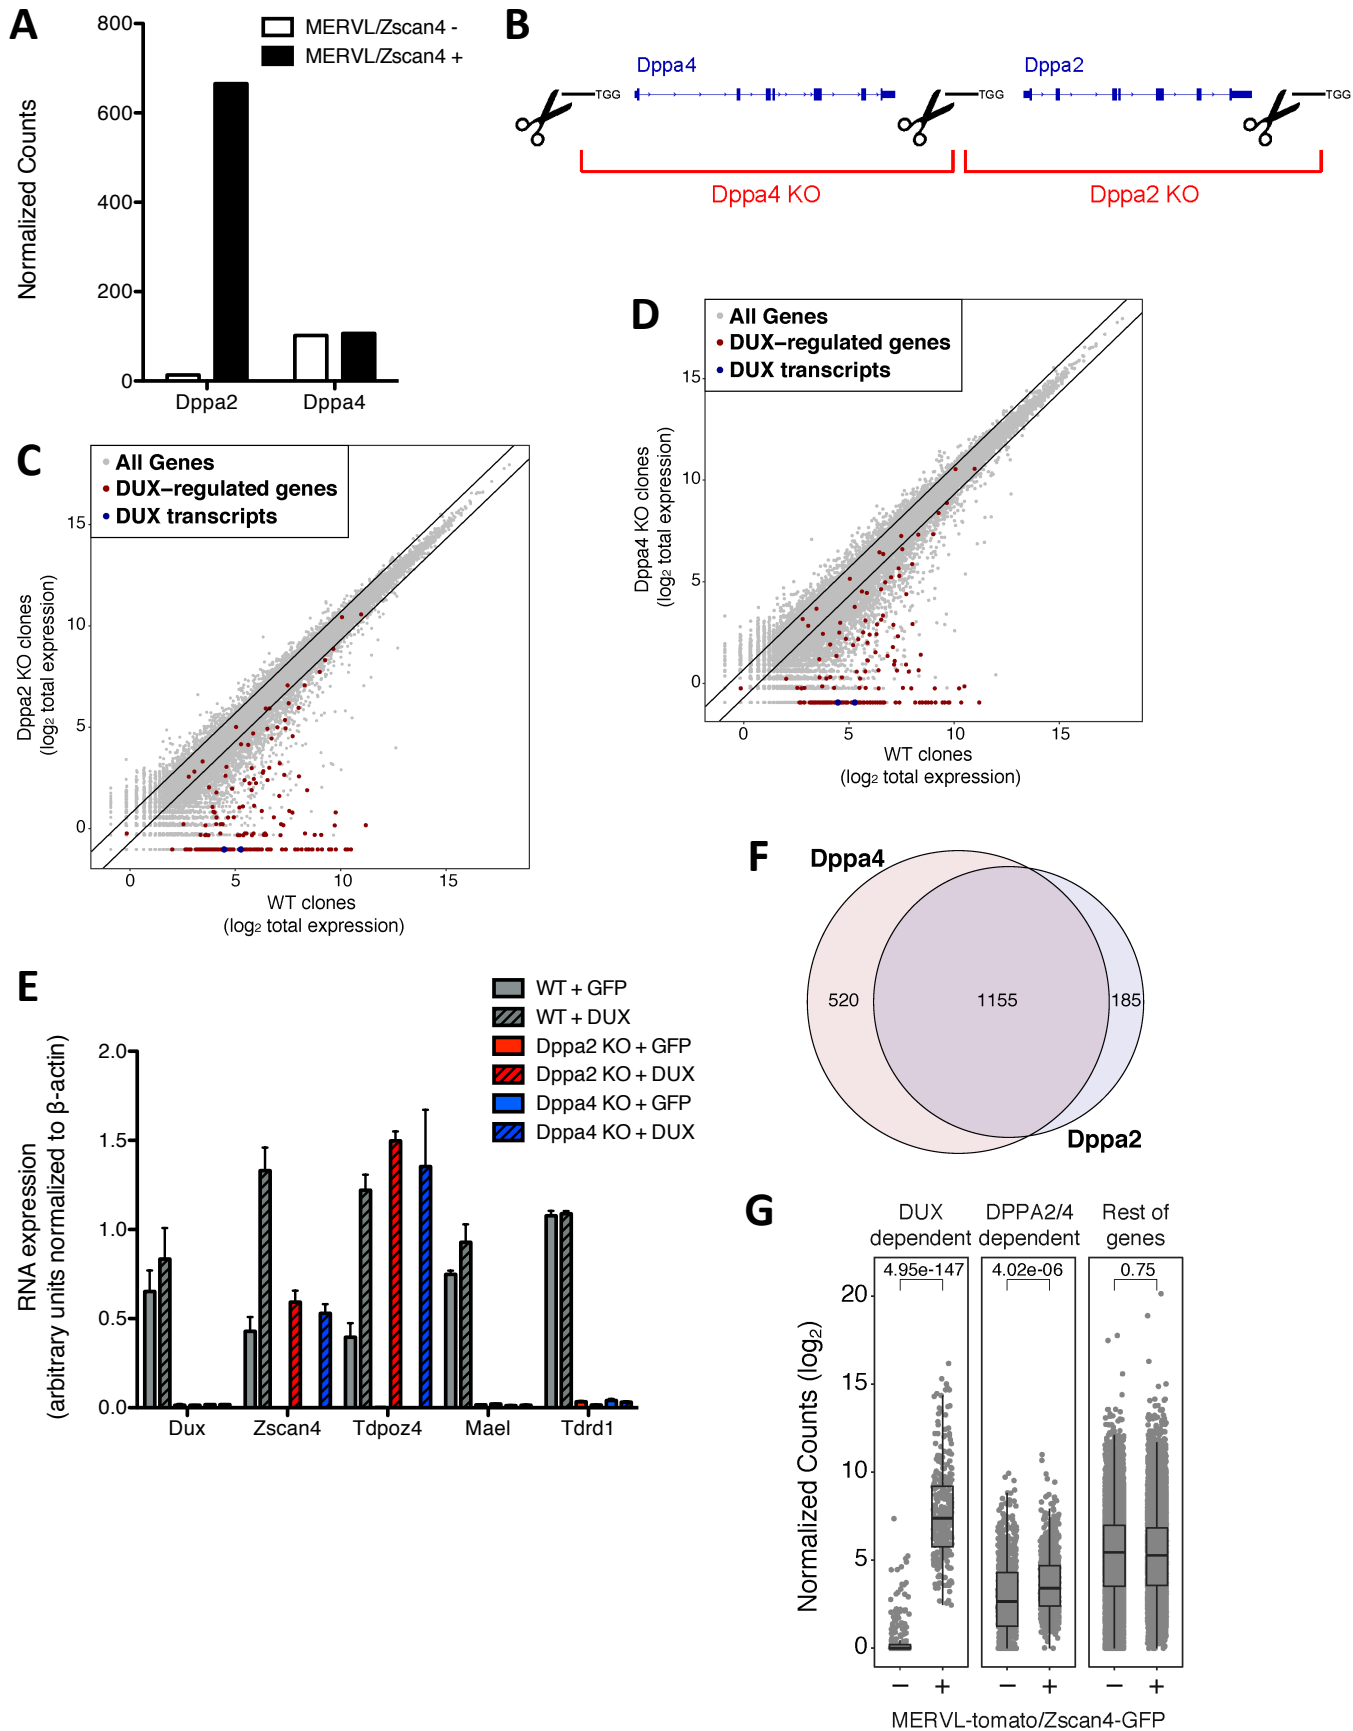 A
800
600
400
200
0
Normalized Counts
MERVL/Zscan4 -
MERVL/Zscan4 +
Dppa2
Dppa4
B
Dppa4
Dppa2
TGG
TGG
TGG
Dppa4 KO
Dppa2 KO
C
All Genes
DUX−regulated genes
DUX transcripts
15
10
5
0
Dppa2 KO clones
(log2 total expression)
0
5
10
15
WT clones
(log2 total expression)
D
All Genes
DUX−regulated genes
DUX transcripts
15
10
5
0
Dppa4 KO clones
(log2 total expression)
0
5
10
15
WT clones
(log2 total expression)
E
WT + GFP
WT + DUX
Dppa2 KO + GFP
Dppa2 KO + DUX
Dppa4 KO + GFP
Dppa4 KO + DUX
2.0
1.5
1.0
0.5
0.0
RNA expression
(arbitrary units normalized to β-actin)
Dux
Zscan4
Tdpoz4
Mael
Tdrd1
F
Dppa4
520
1155
185
Dppa2
G
DUX
dependent
DPPA2/4
dependent
Rest of
genes
4.95e-147
4.02e-06
0.75
20
15
10
5
0
Normalized Counts (log2)
− + − + − +
MERVL-tomato/Zscan4-GFP